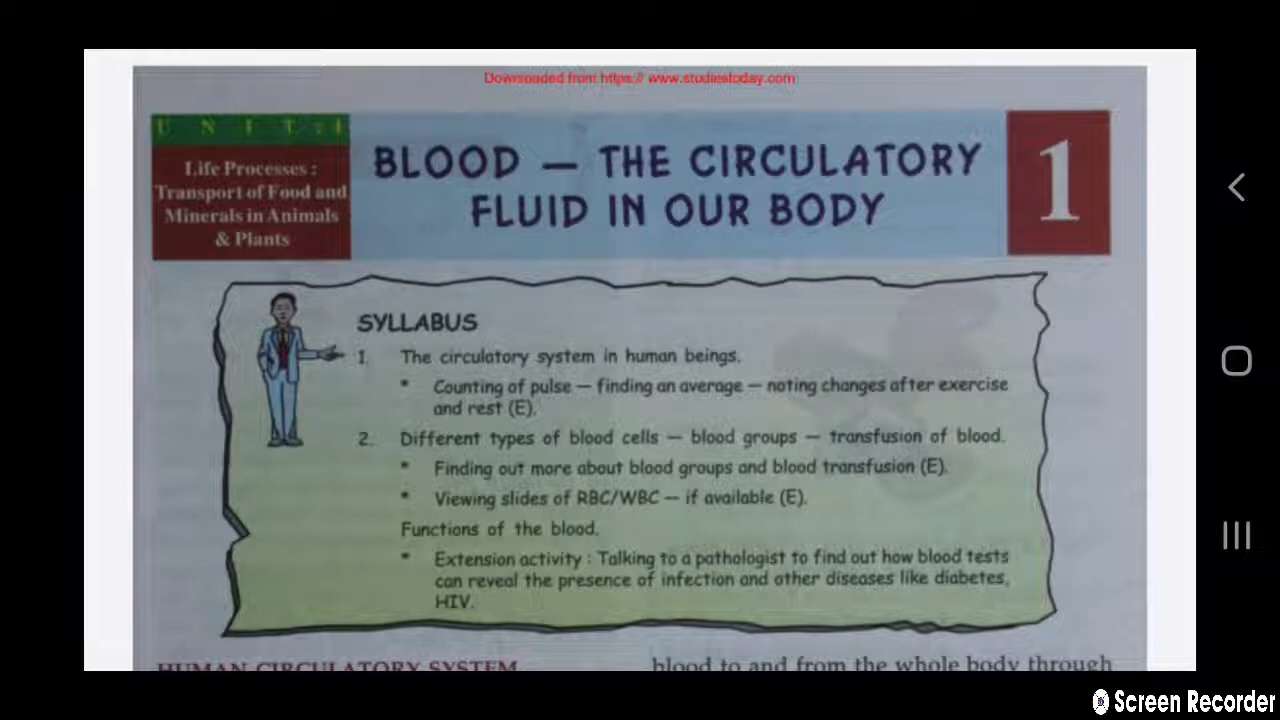 Downloaded from https:// www.studiestoday.com
U N I T : 1
Life Processes :
Transport of Food and
Minerals in Animals
& Plants
BLOOD — THE CIRCULATORY
FLUID IN OUR BODY
1
SYLLABUS
1. The circulatory system in human beings.
* Counting of pulse — finding an average — noting changes after exercise
and rest (E).
2. Different types of blood cells — blood groups — transfusion of blood.
* Finding out more about blood groups and blood transfusion (E).
* Viewing slides of RBC/WBC — if available (E).
Functions of the blood.
* Extension activity : Talking to a pathologist to find out how blood tests
can reveal the presence of infection and other diseases like diabetes,
HIV.
HUMAN CIRCULATORY SYSTEM
blood to and from the whole body through
Screen Recorder